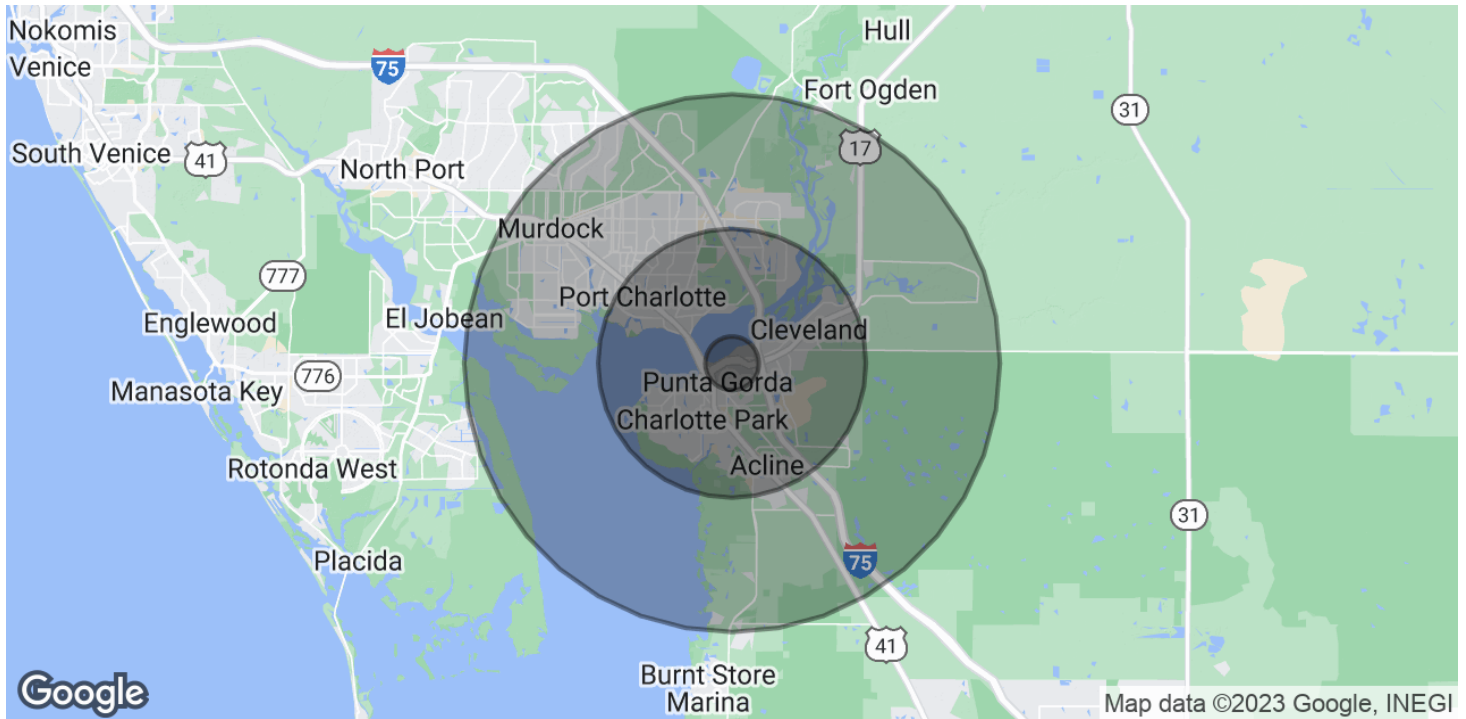 Nokomis
Hull
Venice
75
Fort Ogden
31
South Venice
41
17
North Port
Murdock
777
Port Charlotte
El Jobean
Englewood
Cleveland
776
Punta Gorda
Manasota Key
Charlotte Park
Rotonda West
Acline
31
Placida
75
41
Burnt Store
Marina
Google
Map data ©2023 Google, INEGI